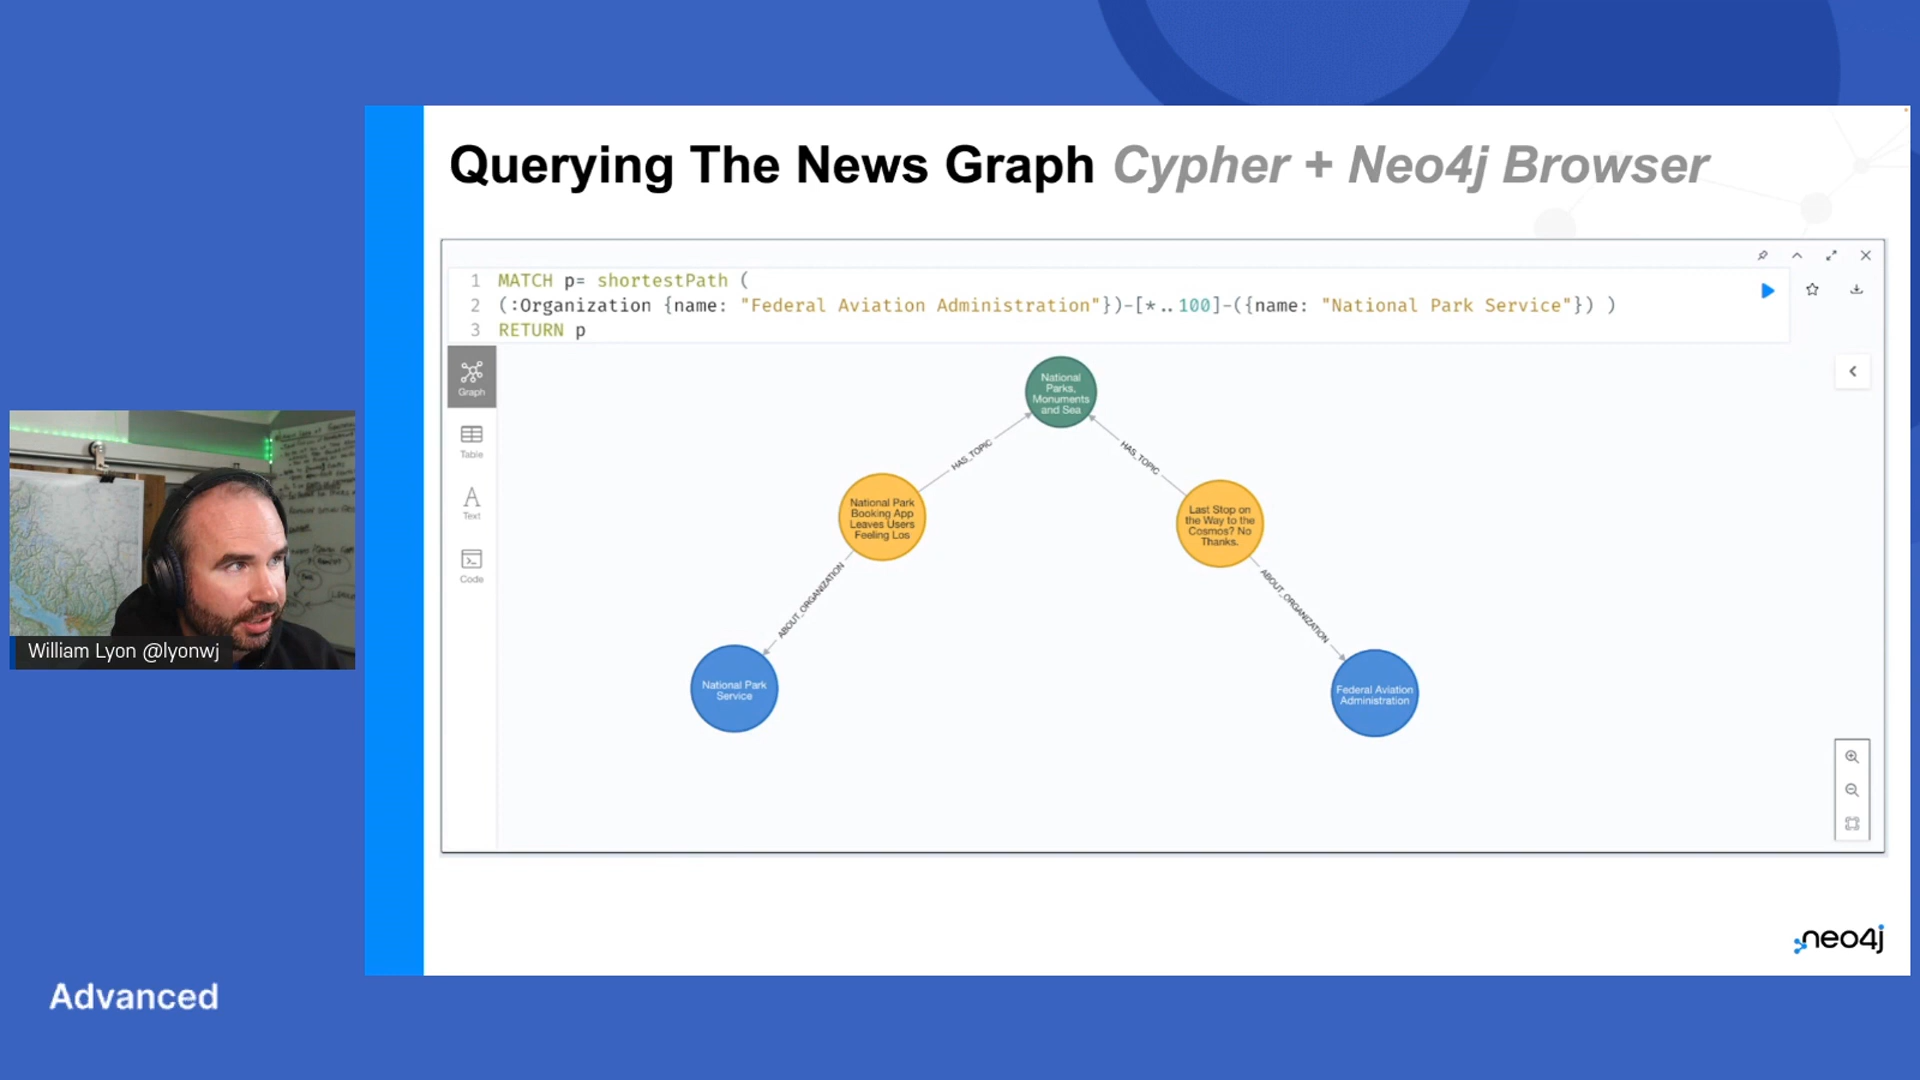 Querying The News Graph Cypher + Neo4j Browser
1 MATCH p= shortestPath (
2 (:Organization {name: "Federal Aviation Administration"})-[*..100]-({name: "National Park Service"}) )
3 RETURN p
Graph
Table
Text
Code
National
Parks,
Monuments
and Sea
HAS_TOPIC
HAS_TOPIC
National Park
Booking App
Leaves Users
Feeling Los
Last Stop on
the Way to the
Cosmos? No
Thanks.
ABOUT_ORGANIZATION
ABOUT_ORGANIZATION
National Park
Service
Federal Aviation
Administration
William Lyon @lyonwj
neo4j
Advanced